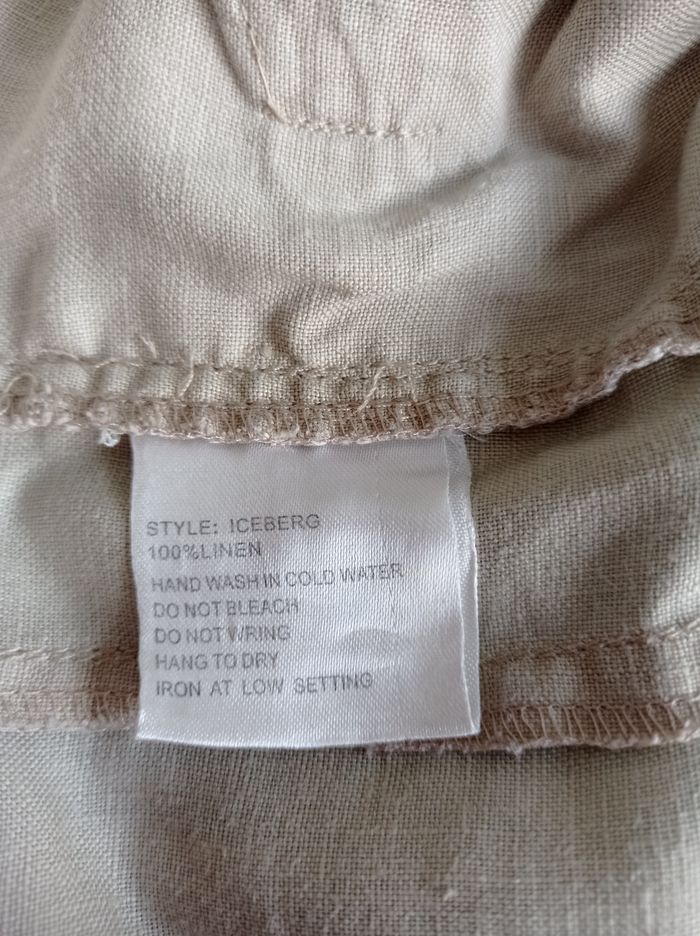 STYLE: ICEBERG
100%LINEN
HAND WASH IN COLD WATER
DO NOT BLEACH
DO NOT WRING
HANG TO DRY
IRON AT LOW SETTING